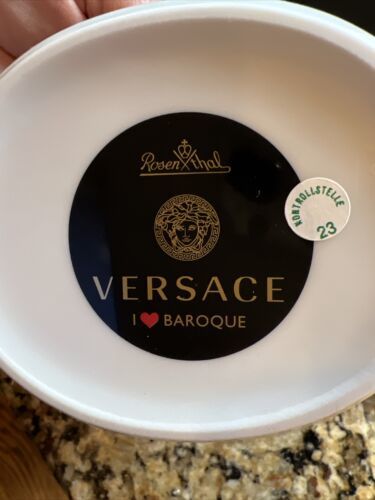 Rosenthal
VERSACE
I ❤ BAROQUE
KONTROLLSTELLE
23